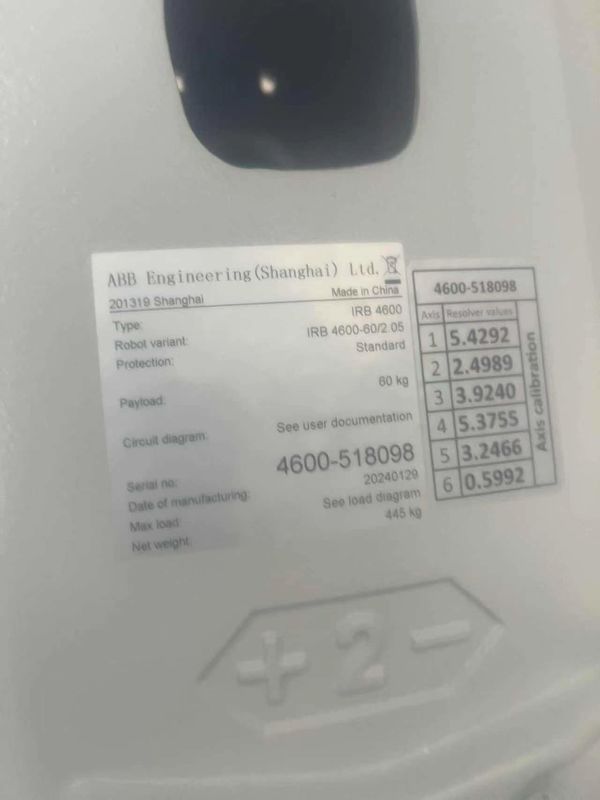 ABB Engineering(Shanghai) Ltd.
201319 Shanghai Made in China
Type: IRB 4600
Robot variant: IRB 4600-60/2.05
Protection: Standard
Payload: 60 kg
Circuit diagram: See user documentation
Serial no: 4600-518098
Date of manufacturing: 20240129
Max load: See load diagram
Net weight: 445 kg
4600-518098
Axis Resolver values
1 5.4292
2 2.4989
3 3.9240
4 5.3755
5 3.2466
6 0.5992
Axis calibration
+ 2 -